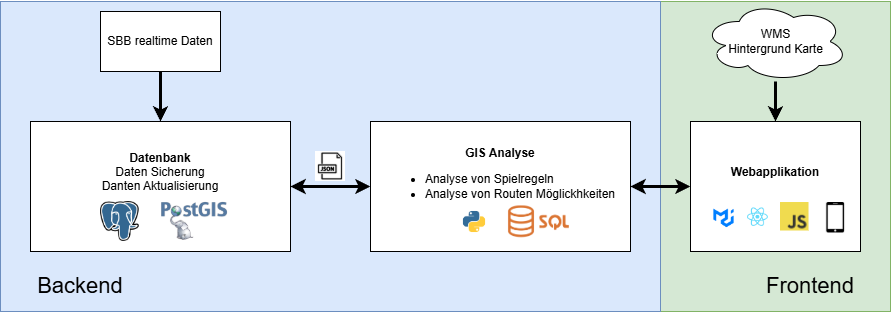 SBB realtime Daten
WMS
Hintergrund Karte
Datenbank
Daten Sicherung
Danten Aktualisierung
PostGIS
JSON
GIS Analyse
Analyse von Spielregeln
Analyse von Routen Möglichkeiten
SQL
Webapplikation
JS
Backend
Frontend